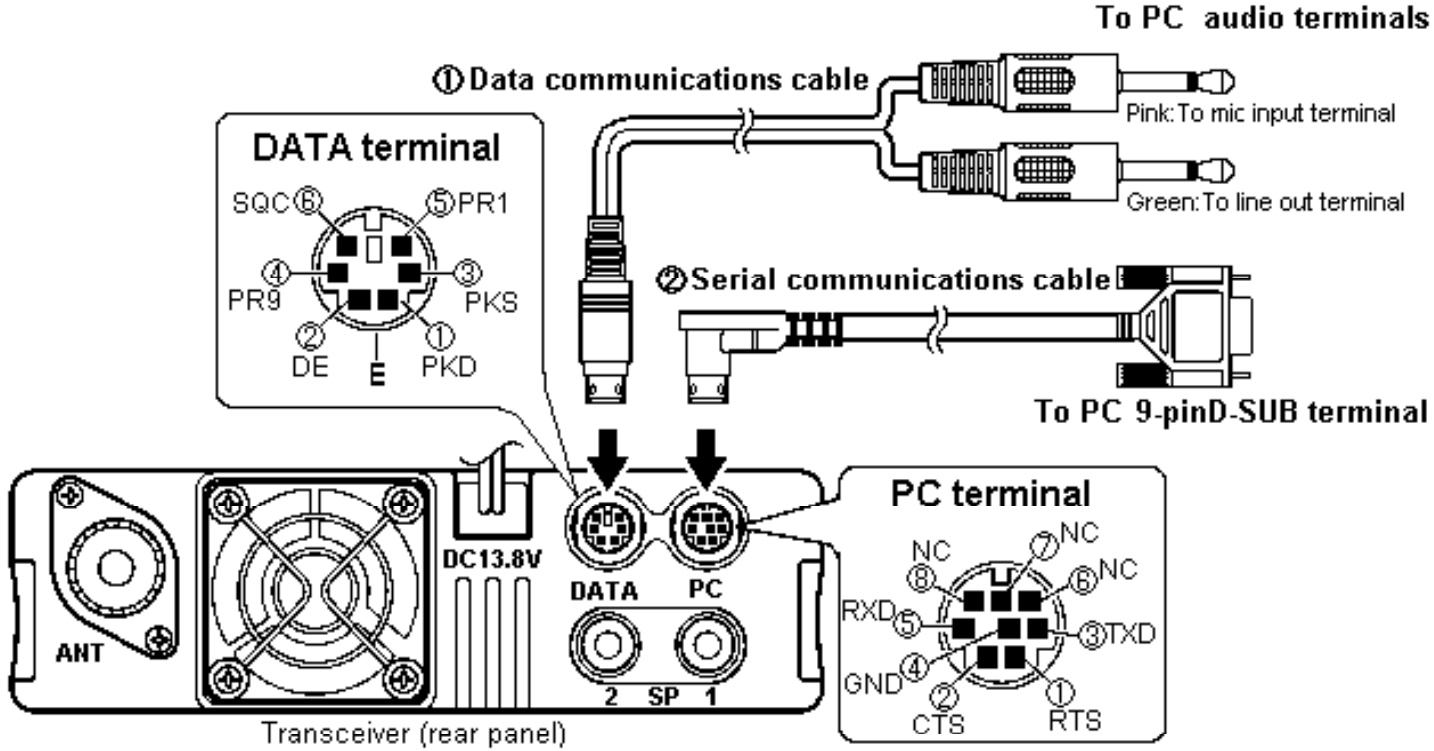 To PC audio terminals
①Data communications cable
Pink:To mic input terminal
Green:To line out terminal
DATA terminal
SQC⑥
⑤PR1
④
PR9
③
PKS
②
DE
E
①
PKD
②Serial communications cable
To PC 9-pinD-SUB terminal
PC terminal
NC
⑧
⑦NC
⑥NC
RXD⑤
③TXD
GND④
②
CTS
①
RTS
DC13.8V
DATA
PC
ANT
2 SP 1
Transceiver (rear panel)